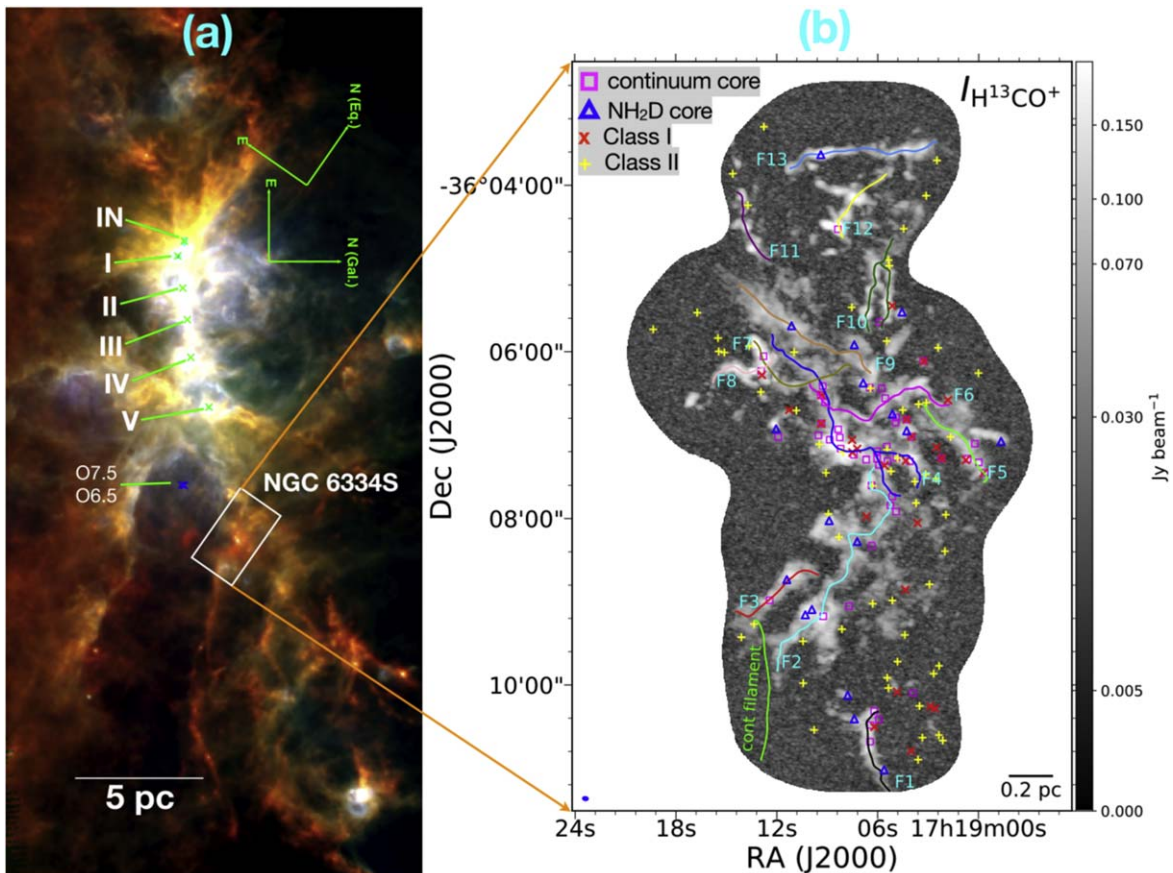 (a)
N (Eq.)
E
E
N (Gal.)
IN
I
II
III
IV
V
O7.5
O6.5
NGC 6334S
5 pc
(b)
continuum core
NH₂D core
Class I
Class II
I_H¹³CO⁺
F13
F12
F11
F10
F9
F7
F8
F6
F5
F4
F3
F2
cont filament
F1
0.2 pc
-36°04'00"
06'00"
08'00"
10'00"
Dec (J2000)
24s 18s 12s 06s 17h19m00s
RA (J2000)
0.150
0.100
0.070
0.030
0.005
0.000
Jy beam⁻¹